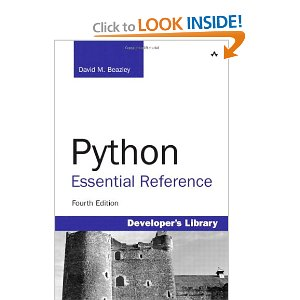 Click to LOOK INSIDE!
David M. Beazley
Python
Essential Reference
Fourth Edition
Developer's Library